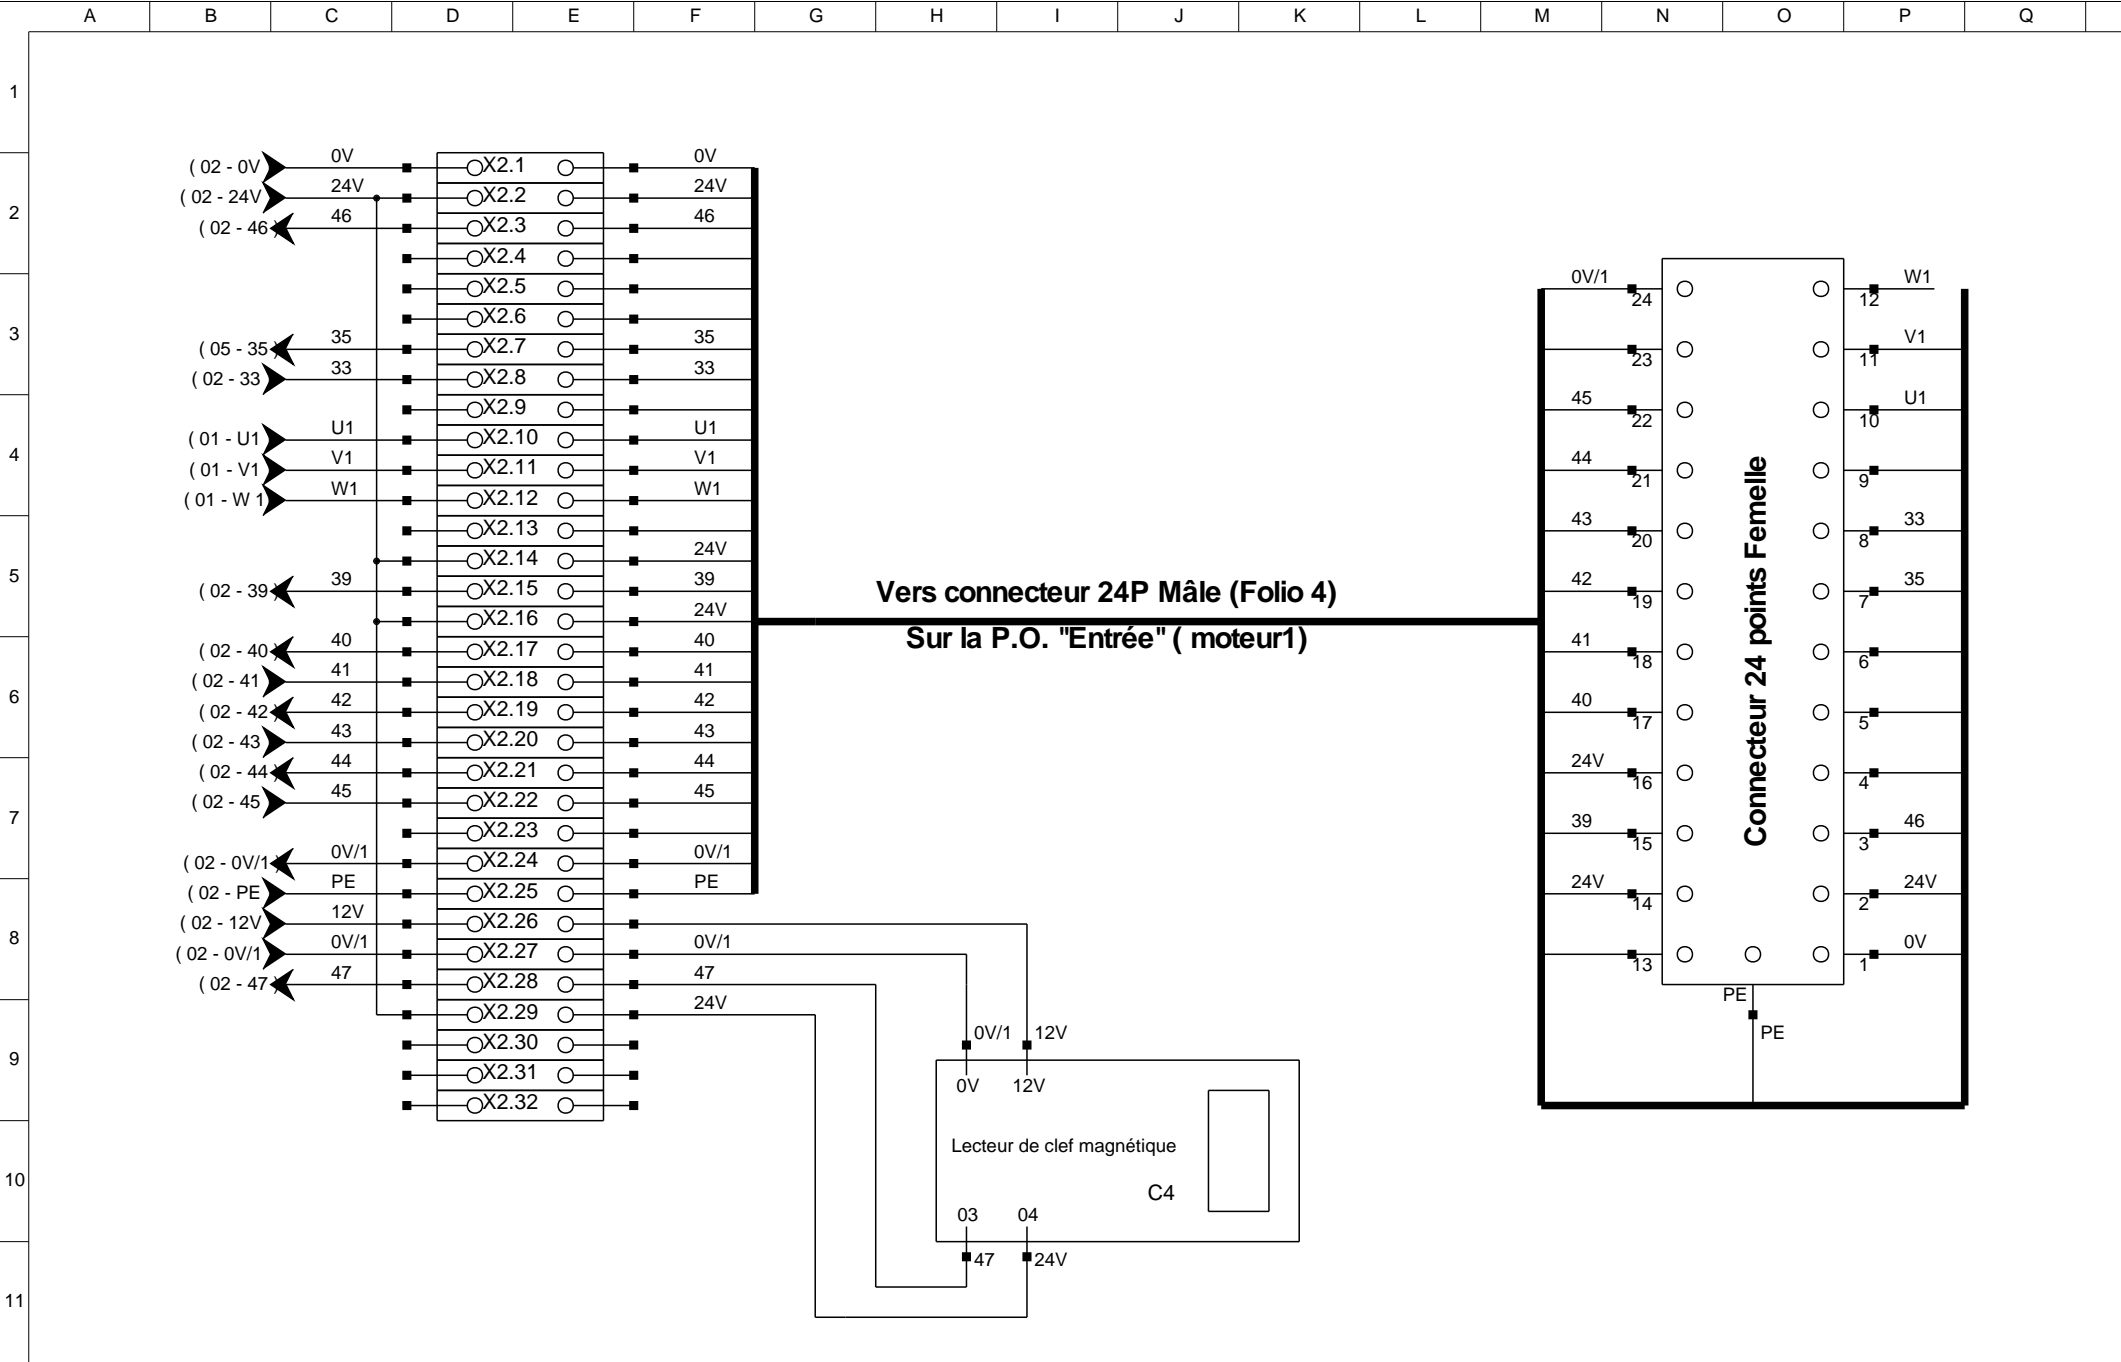 A B C D E F G H I J K L M N O P Q
1
( 02 - 0V 0V X2.1 0V
( 02 - 24V 24V X2.2 24V
2
( 02 - 46 ) 46 X2.3 46
X2.4
0V/1 24 12 W1
X2.5
X2.6
3
( 05 - 35 ) 35 X2.7 35
23 11 V1
( 02 - 33 33 X2.8 33
X2.9
45 22 10 U1
( 01 - U1 U1 X2.10 U1
4
( 01 - V1 V1 X2.11 V1
44 21 9
( 01 - W 1 W1 X2.12 W1
X2.13
43 20 8 33
X2.14 24V
5
( 02 - 39 ) 39 X2.15 39
42 19 7 35
Vers connecteur 24P Mâle (Folio 4)
X2.16 24V
Sur la P.O. "Entrée" ( moteur1)
Connecteur 24 points Femelle
( 02 - 40 ) 40 X2.17 40
41 18 6
( 02 - 41 41 X2.18 41
6
( 02 - 42 ) 42 X2.19 42
40 17 5
( 02 - 43 43 X2.20 43
( 02 - 44 ) 44 X2.21 44
24V 16 4
( 02 - 45 45 X2.22 45
7
X2.23
39 15 3 46
( 02 - 0V/1 ) 0V/1 X2.24 0V/1
( 02 - PE PE X2.25 PE
24V 14 2 24V
( 02 - 12V 12V X2.26
8
( 02 - 0V/1 0V/1 X2.27 0V/1
13 1 0V
( 02 - 47 ) 47 X2.28 47
PE
X2.29 24V
0V/1 12V
PE
X2.30
9
X2.31
0V 12V
X2.32
Lecteur de clef magnétique
10
C4
03 04
47 24V
11